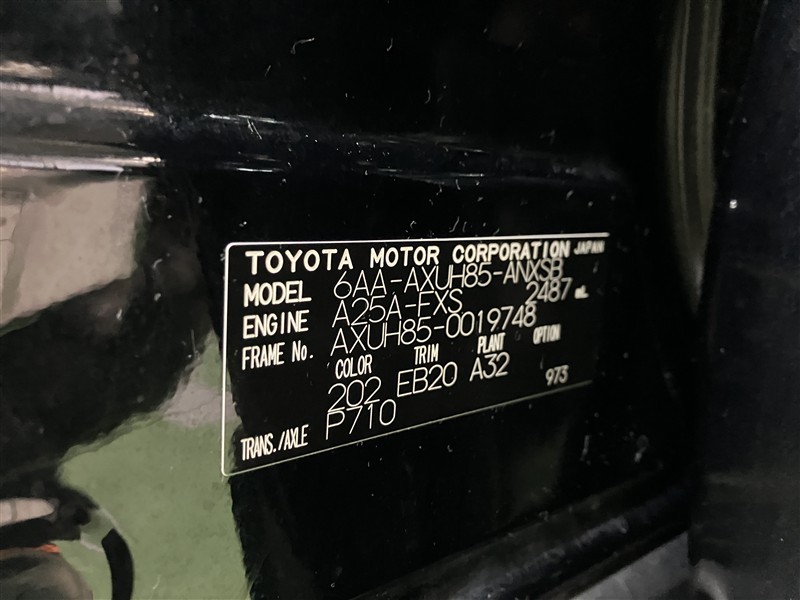 TOYOTA MOTOR CORPORATION JAPAN
MODEL 6AA-AXUH85-ANXSB
ENGINE A25A-FXS 2487 mL
FRAME No. AXUH85-0019748
COLOR TRIM PLANT OPTION
202 EB20 A32 973
TRANS./AXLE P710